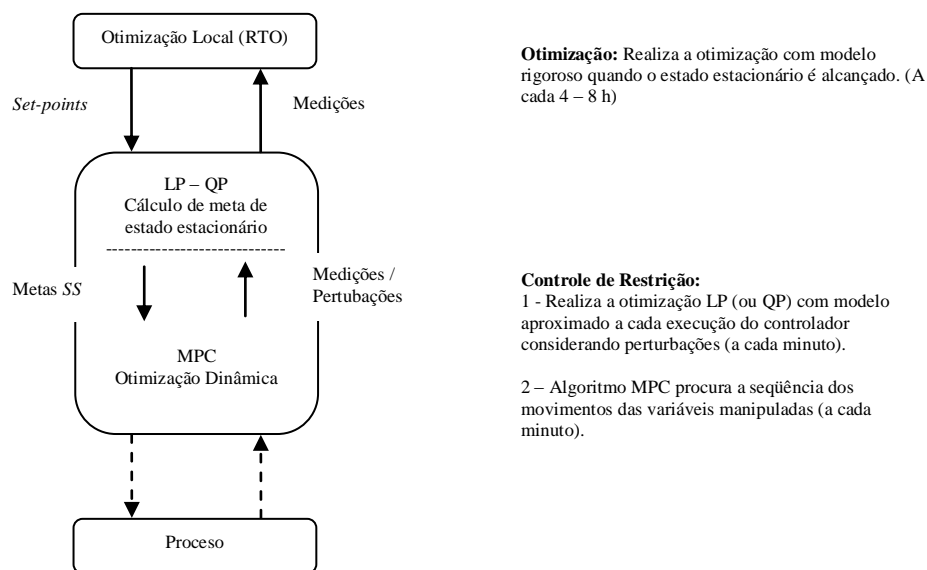 Otimização Local (RTO)
Set-points
Medições
LP – QP
Cálculo de meta de
estado estacionário
Metas SS
Medições /
Pertubações
MPC
Otimização Dinâmica
Processo
Otimização: Realiza a otimização com modelo
rigoroso quando o estado estacionário é alcançado. (A
cada 4 – 8 h)
Controle de Restrição:
1 - Realiza a otimização LP (ou QP) com modelo
aproximado a cada execução do controlador
considerando perturbações (a cada minuto).
2 – Algoritmo MPC procura a seqüência dos
movimentos das variáveis manipuladas (a cada
minuto).